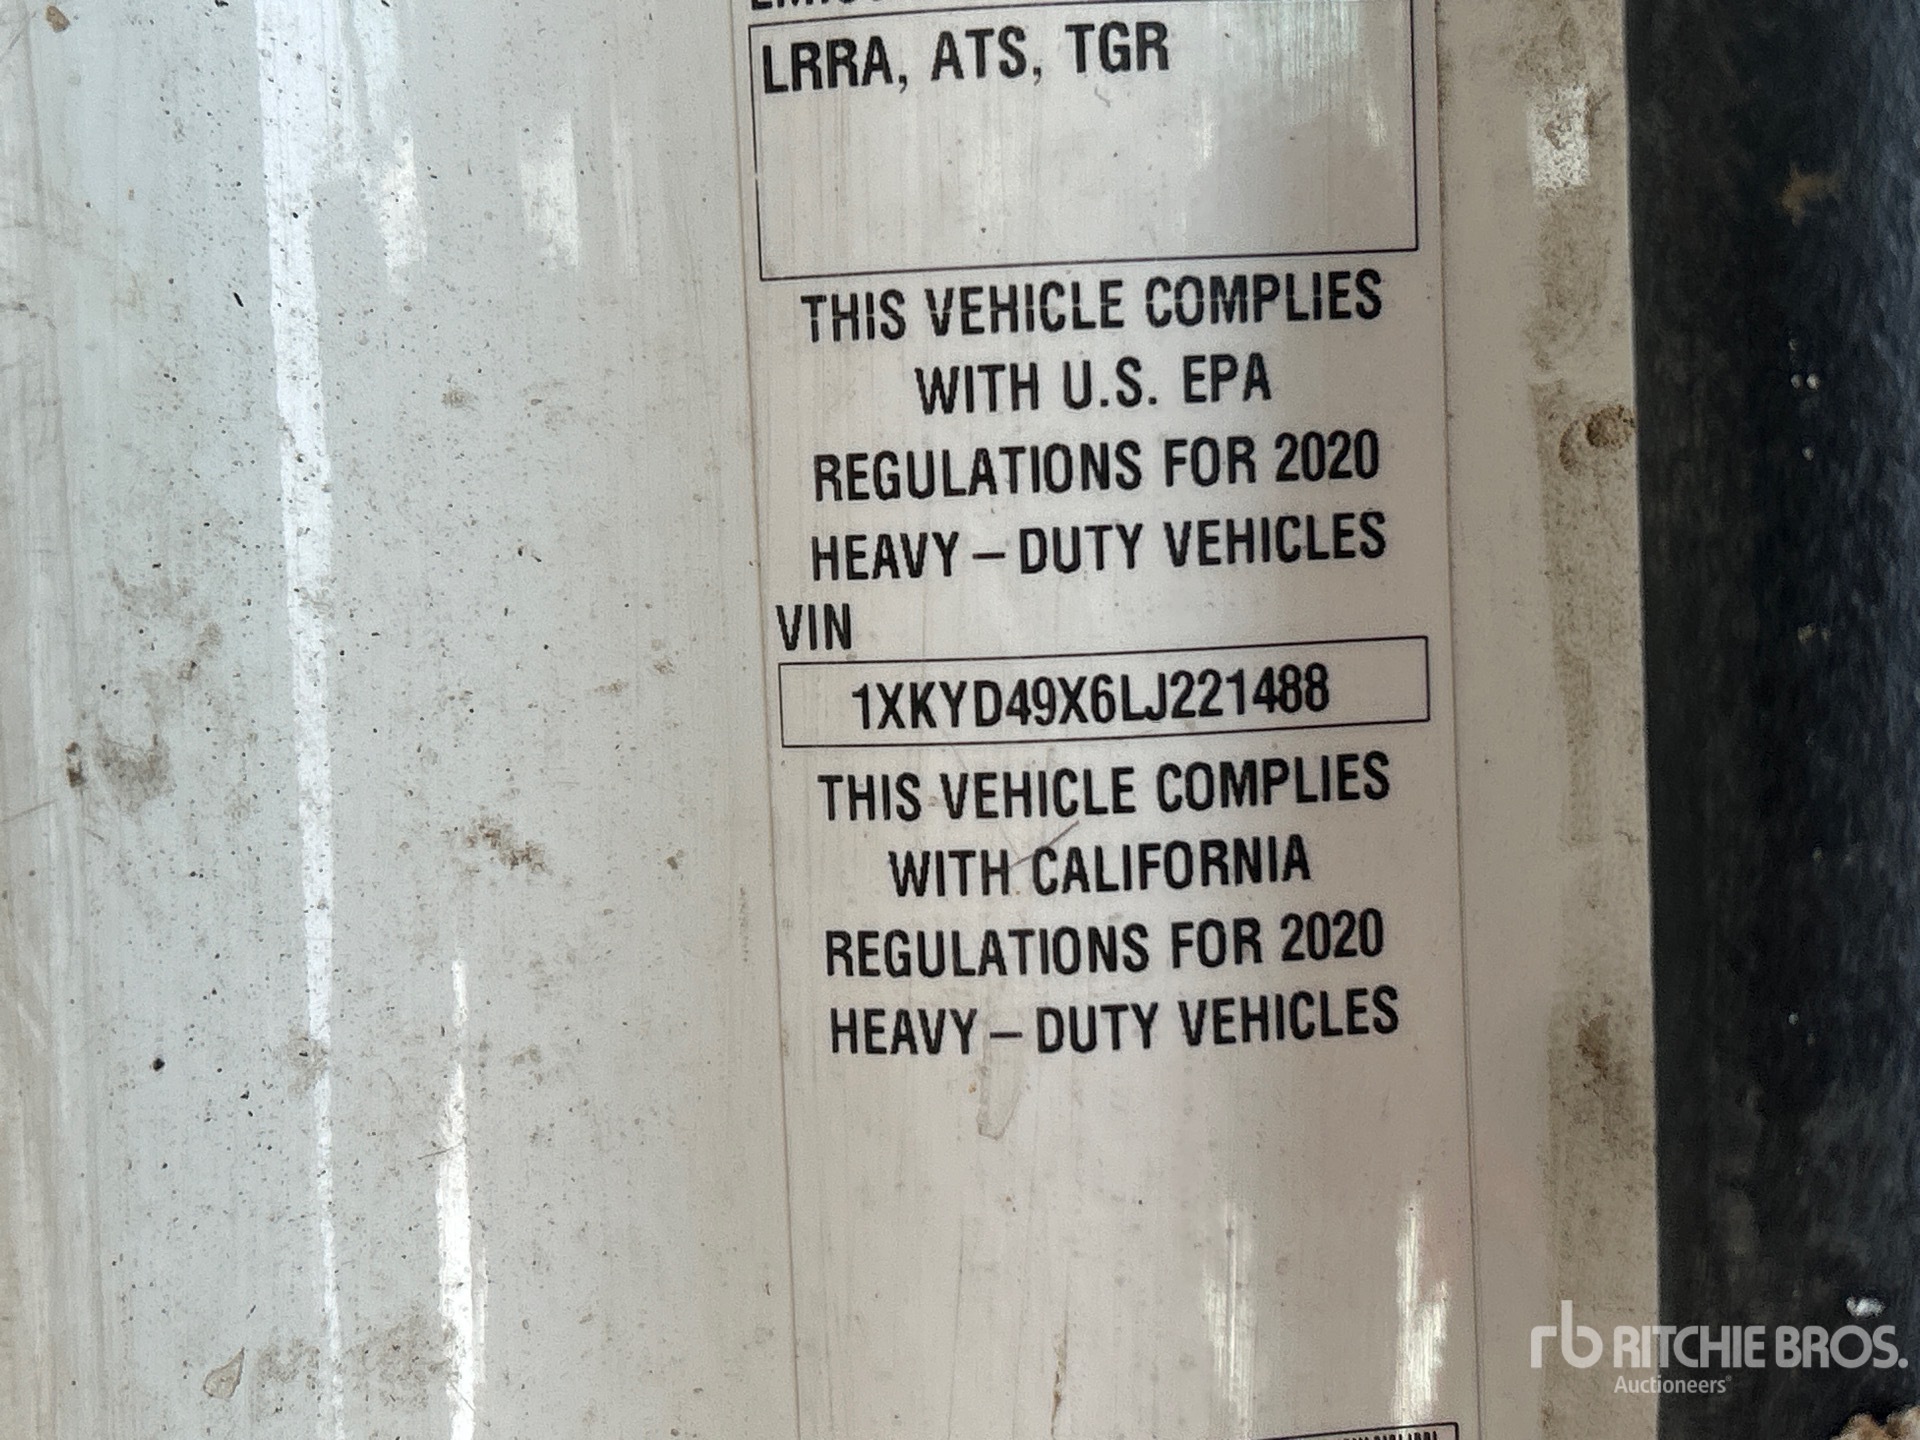 LRRA, ATS, TGR
THIS VEHICLE COMPLIES
WITH U.S. EPA
REGULATIONS FOR 2020
HEAVY – DUTY VEHICLES
VIN
1XKYD49X6LJ221488
THIS VEHICLE COMPLIES
WITH CALIFORNIA
REGULATIONS FOR 2020
HEAVY – DUTY VEHICLES
rb RITCHIE BROS.
Auctioneers